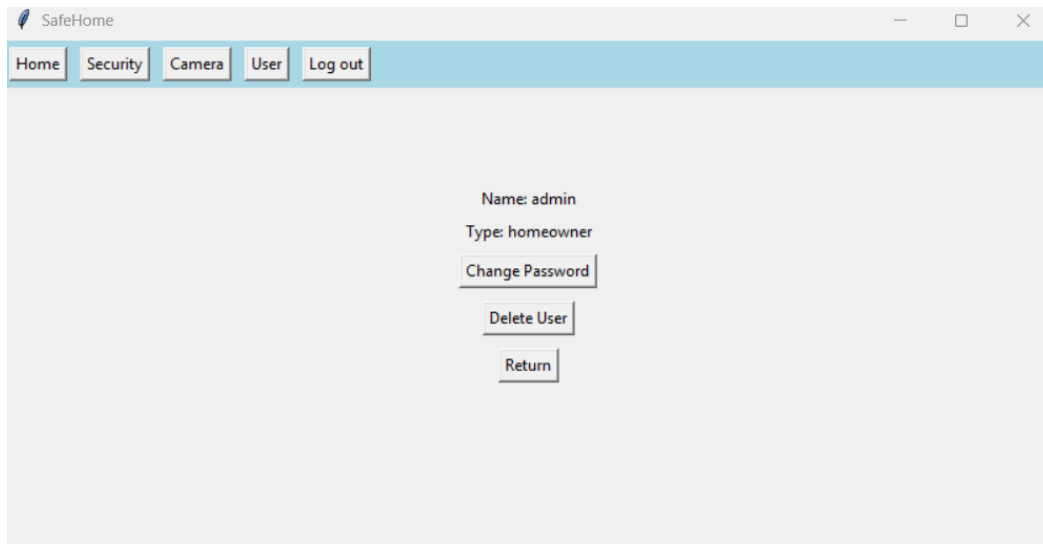 SafeHome
Home Security Camera User Log out
Name: admin
Type: homeowner
Change Password
Delete User
Return